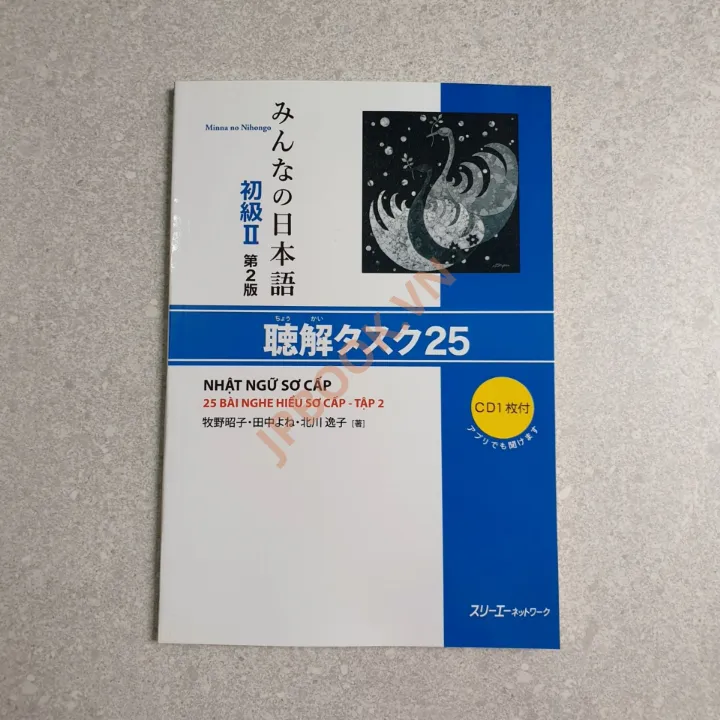 Minna no Nihongo
みんなの日本語
初級Ⅱ 第2版
ちょう かい
聴解タスク25
NHẬT NGỮ SƠ CẤP
25 BÀI NGHE HIỂU SƠ CẤP - TẬP 2
牧野昭子・田中よね・北川逸子 [著]
CD1枚付
アプリでも聞けます
スリーエーネットワーク
JPBOOK.VN